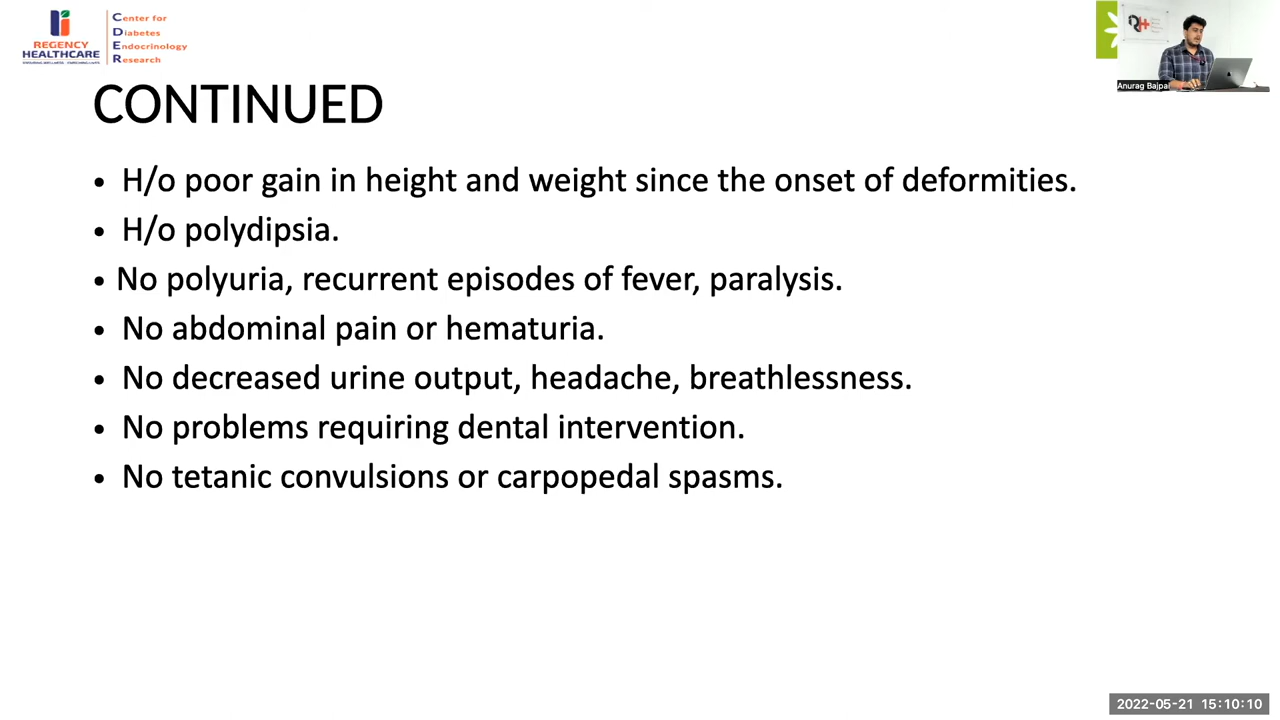 REGENCY
HEALTHCARE
Center for
Diabetes
Endocrinology
Research
Anurag Bajpai
CONTINUED
• H/o poor gain in height and weight since the onset of deformities.
• H/o polydipsia.
• No polyuria, recurrent episodes of fever, paralysis.
• No abdominal pain or hematuria.
• No decreased urine output, headache, breathlessness.
• No problems requiring dental intervention.
• No tetanic convulsions or carpopedal spasms.
2022-05-21 15:10:10